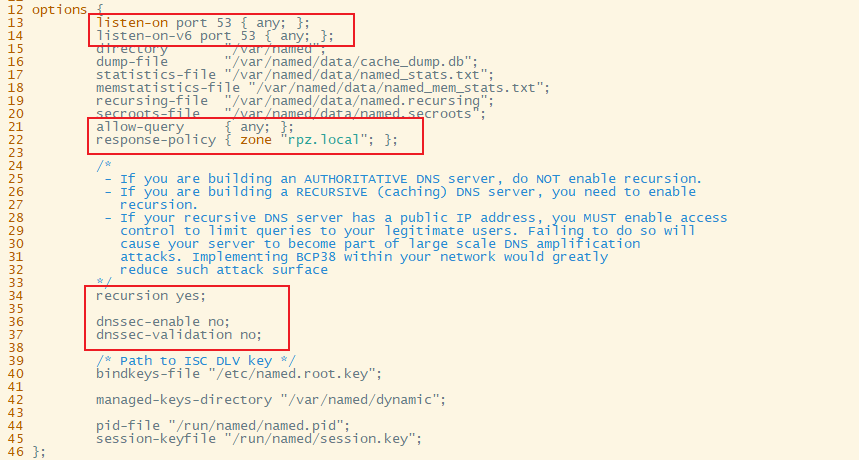 12 options {
13         listen-on port 53 { any; };
14         listen-on-v6 port 53 { any; };
15         directory       "/var/named";
16         dump-file       "/var/named/data/cache_dump.db";
17         statistics-file "/var/named/data/named_stats.txt";
18         memstatistics-file "/var/named/data/named_mem_stats.txt";
19         recursing-file  "/var/named/data/named.recursing";
20         secroots-file   "/var/named/data/named.secroots";
21         allow-query     { any; };
22         response-policy { zone "rpz.local"; };
23
24         /*
25          - If you are building an AUTHORITATIVE DNS server, do NOT enable recursion.
26          - If you are building a RECURSIVE (caching) DNS server, you need to enable
27            recursion.
28          - If your recursive DNS server has a public IP address, you MUST enable access
29            control to limit queries to your legitimate users. Failing to do so will
30            cause your server to become part of large scale DNS amplification
31            attacks. Implementing BCP38 within your network would greatly
32            reduce such attack surface
33         */
34         recursion yes;
35
36         dnssec-enable no;
37         dnssec-validation no;
38
39         /* Path to ISC DLV key */
40         bindkeys-file "/etc/named.root.key";
41
42         managed-keys-directory "/var/named/dynamic";
43
44         pid-file "/run/named/named.pid";
45         session-keyfile "/run/named/session.key";
46 };